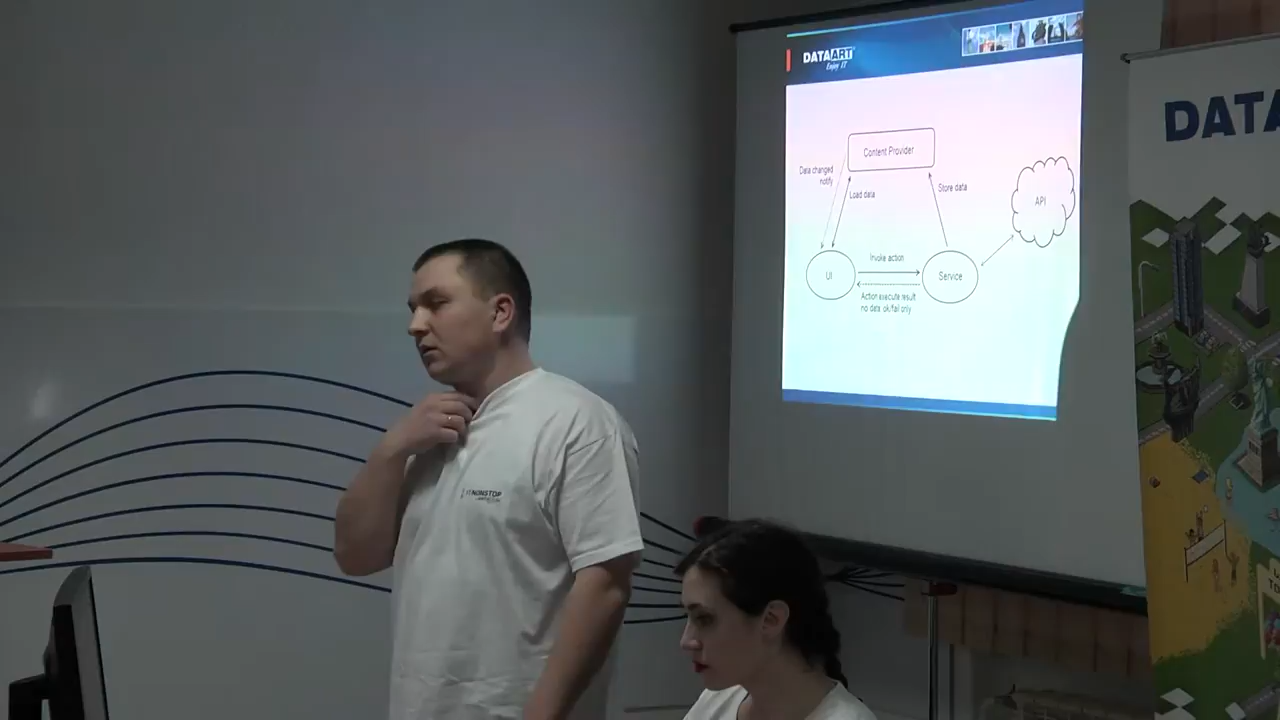 DATAART
Enjoy IT
Content Provider
Data changed
notify
Load data
Store data
API
UI
Invoke action
Service
Action execute result
no data ok/fail only
DATA
NONSTOP